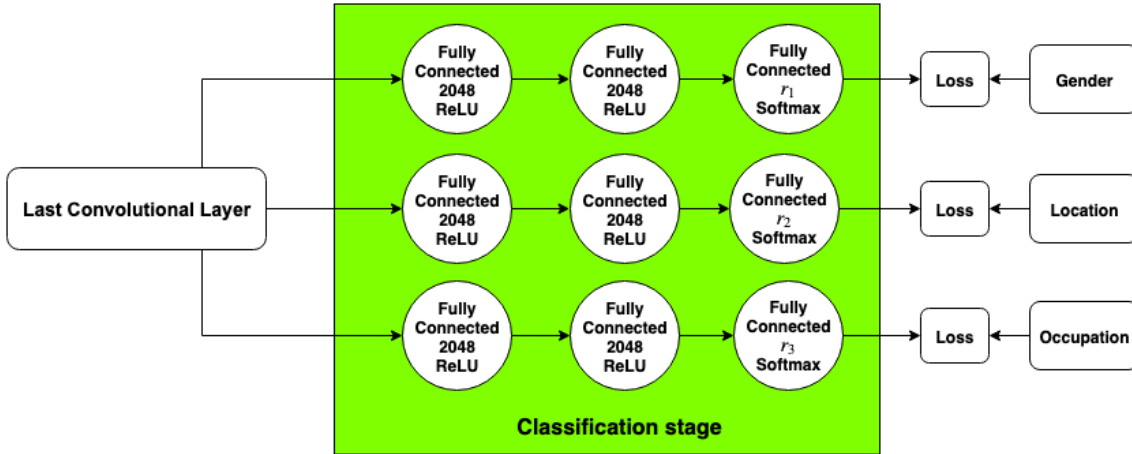 Fully
Connected
2048
ReLU
Fully
Connected
2048
ReLU
Fully
Connected
r₁
Softmax
Loss
Gender
Last Convolutional Layer
Fully
Connected
2048
ReLU
Fully
Connected
2048
ReLU
Fully
Connected
r₂
Softmax
Loss
Location
Fully
Connected
2048
ReLU
Fully
Connected
2048
ReLU
Fully
Connected
r₃
Softmax
Loss
Occupation
Classification stage